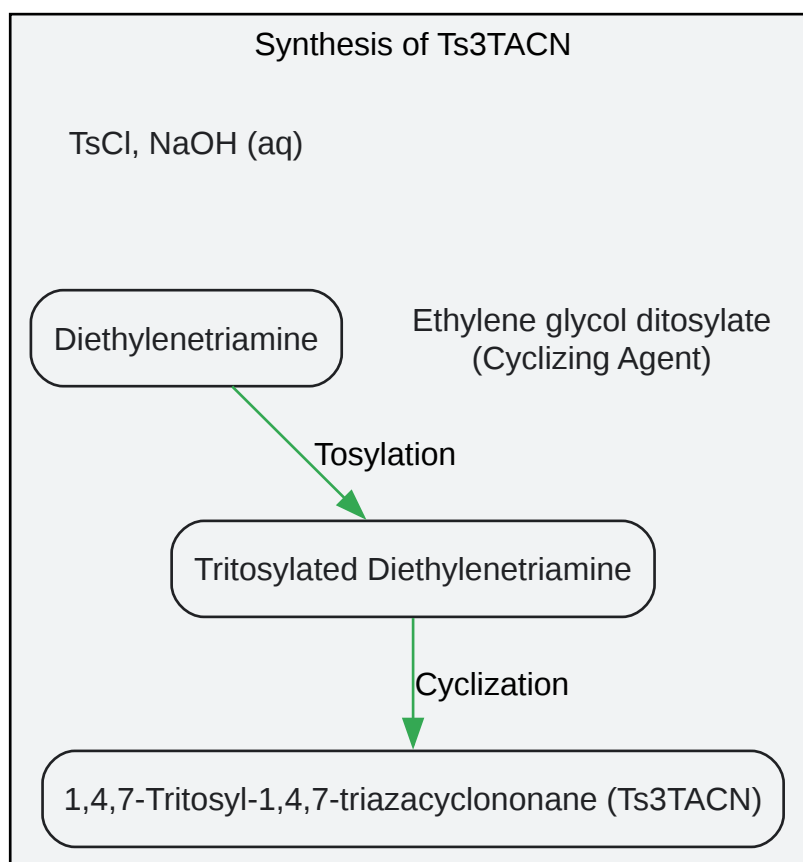 Synthesis of Ts3TACN
TsCl, NaOH (aq)
Diethylenetriamine
Ethylene glycol ditosylate
(Cyclizing Agent)
Tosylation
Tritosylated Diethylenetriamine
Cyclization
1,4,7-Tritosyl-1,4,7-triazacyclononane (Ts3TACN)